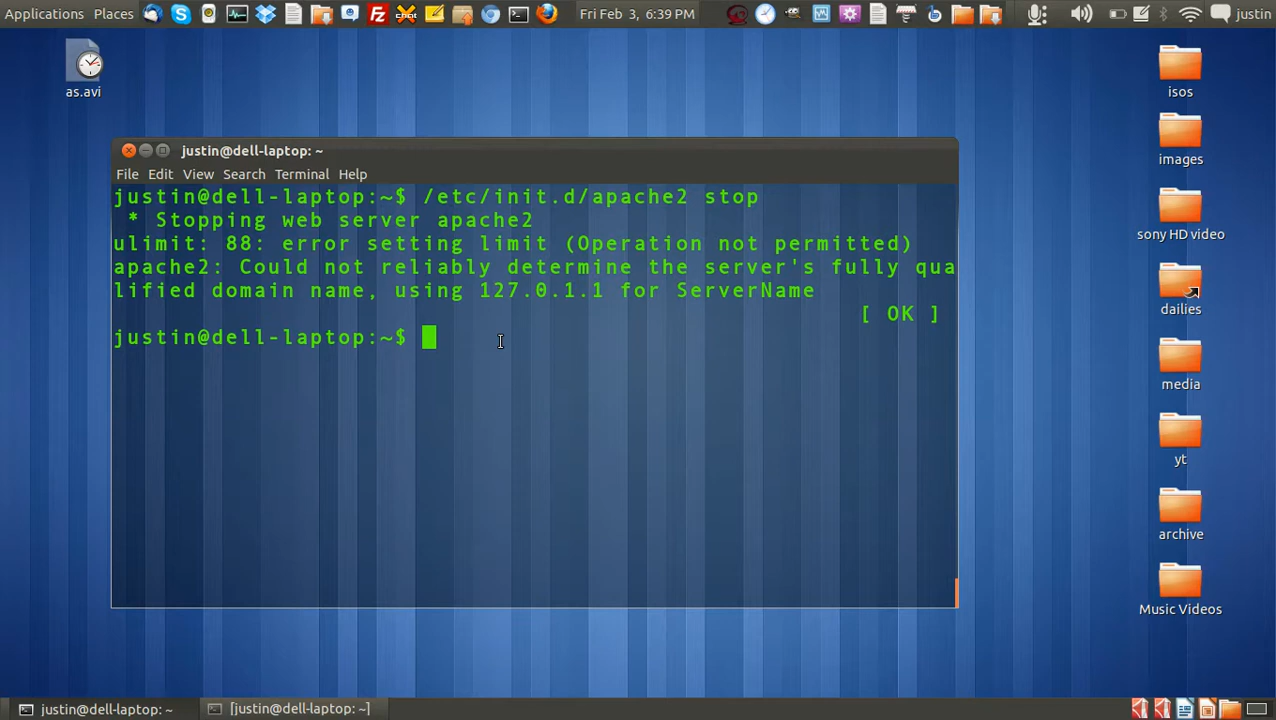 Applications Places
Fri Feb 3, 6:39 PM
justin
as.avi
isos
images
sony HD video
dailies
media
yt
archive
Music Videos
justin@dell-laptop: ~
File Edit View Search Terminal Help
justin@dell-laptop:~$ /etc/init.d/apache2 stop
* Stopping web server apache2
ulimit: 88: error setting limit (Operation not permitted)
apache2: Could not reliably determine the server's fully qua
lified domain name, using 127.0.1.1 for ServerName
[ OK ]
justin@dell-laptop:~$
justin@dell-laptop: ~
[justin@dell-laptop: ~]